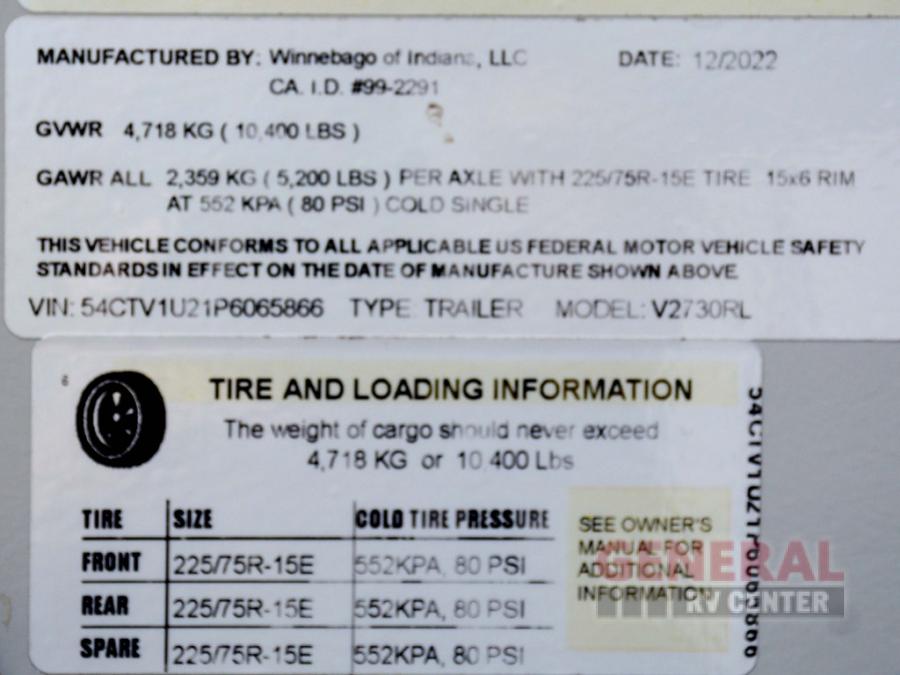 MANUFACTURED BY: Winnebago of Indiana, LLC DATE: 12/2022
CA. I.D. #99-2291
GVWR 4,718 KG ( 10,400 LBS )
GAWR ALL 2,359 KG ( 5,200 LBS ) PER AXLE WITH 225/75R-15E TIRE 15x6 RIM
AT 552 KPA ( 80 PSI ) COLD SINGLE
THIS VEHICLE CONFORMS TO ALL APPLICABLE US FEDERAL MOTOR VEHICLE SAFETY
STANDARDS IN EFFECT ON THE DATE OF MANUFACTURE SHOWN ABOVE
VIN: 54CTV1U21P6065866 TYPE: TRAILER MODEL: V2730RL
TIRE AND LOADING INFORMATION
The weight of cargo should never exceed
4,718 KG or 10,400 Lbs
TIRE SIZE COLD TIRE PRESSURE
FRONT 225/75R-15E 552KPA, 80 PSI
REAR 225/75R-15E 552KPA, 80 PSI
SPARE 225/75R-15E 552KPA, 80 PSI
SEE OWNER'S
MANUAL FOR
ADDITIONAL
INFORMATION
54CTV1U21P6065866
GENERAL
RV CENTER